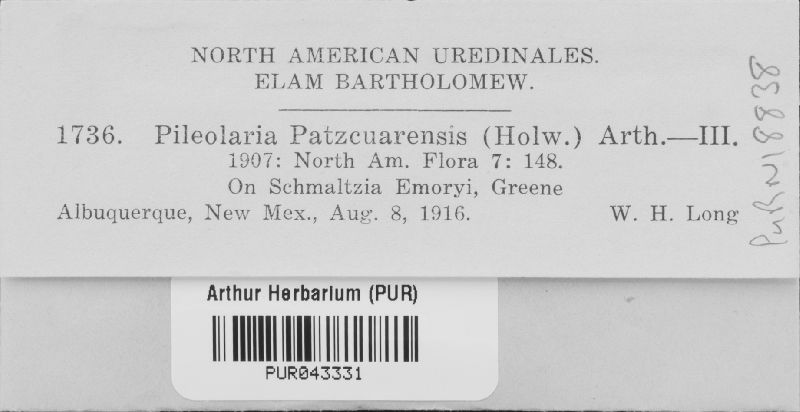 NORTH AMERICAN UREDINALES.
ELAM BARTHOLOMEW.
1736. Pileolaria Patzcuarensis (Holw.) Arth.—III.
1907: North Am. Flora 7: 148.
On Schmaltzia Emoryi, Greene
Albuquerque, New Mex., Aug. 8, 1916. W. H. Long
PUR N18838
Arthur Herbarium (PUR)
PUR043331